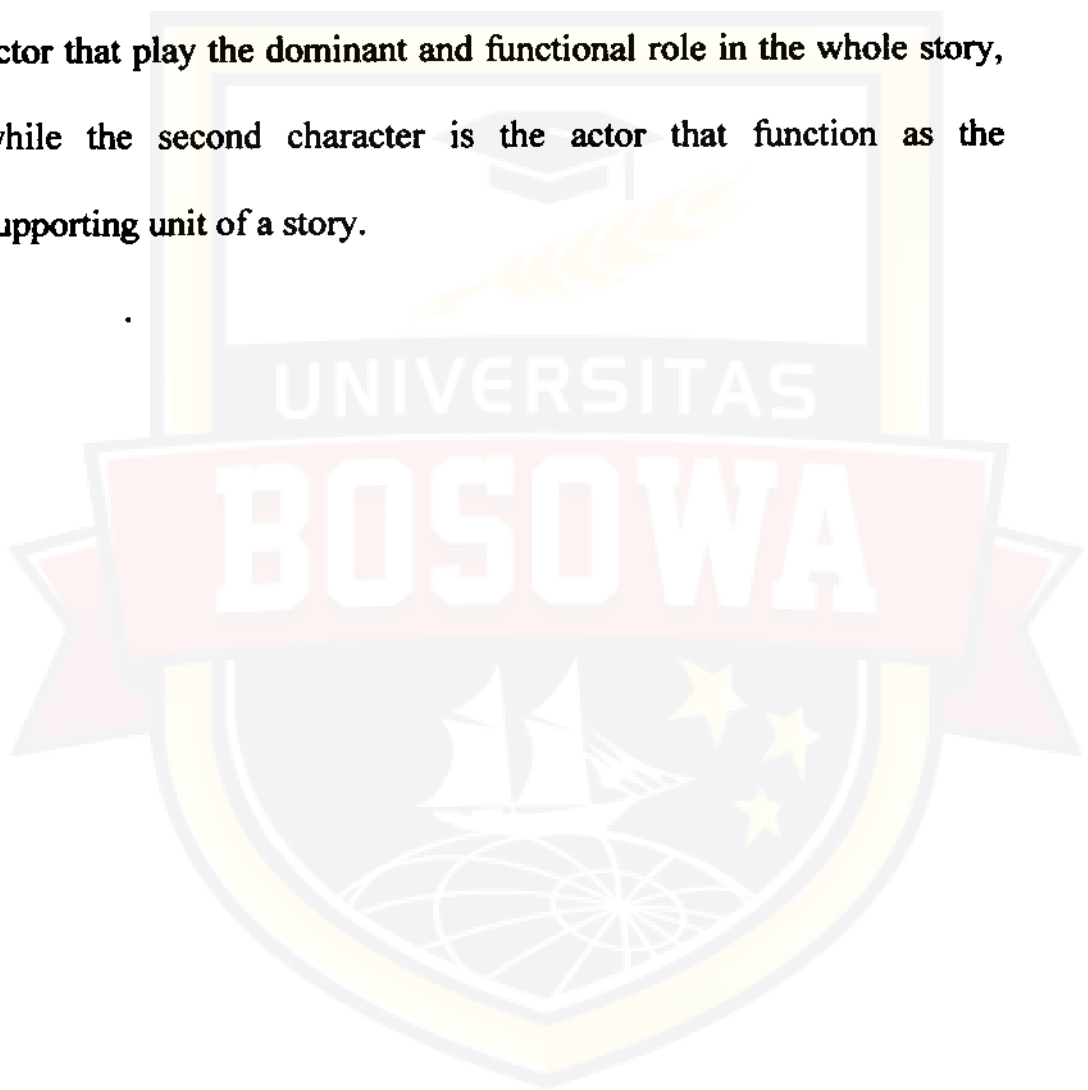 ctor that play the dominant and functional role in the whole story,
while the second character is the actor that function as the
upporting unit of a story.
.
UNIVERSITAS
BOSOWA